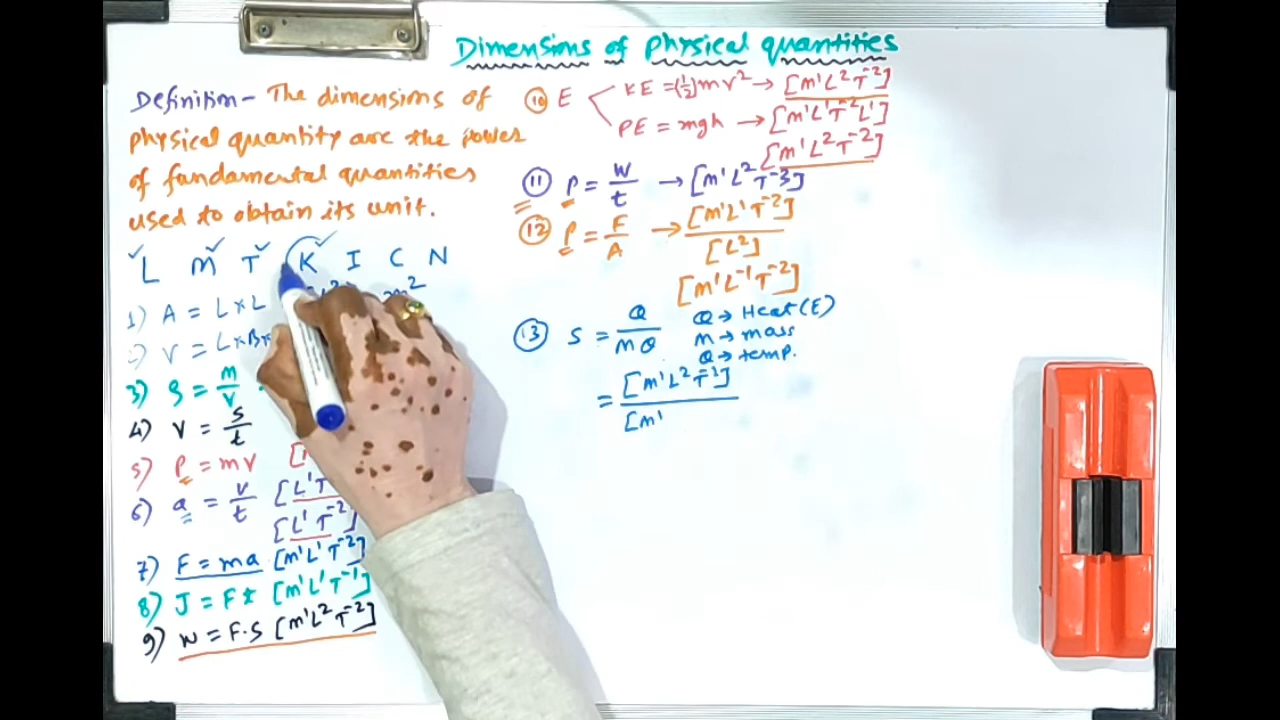 Dimensions of physical quantities
Definition - The dimensions of
physical quantity are the power
of fundamental quantities
used to obtain its unit.
L M T K I C N
1) A = L×L
V = L×B×
3) ρ = m/v
4) v = s/t
5) P = mv
6) a = v/t [L¹T
[L¹T⁻²]
7) F = ma [M¹L¹T⁻²]
8) J = Ft [M¹L¹T⁻¹]
9) W = F.S [M¹L²T⁻²]
10 E KE = (1/2)mv² → [M¹L²T⁻²]
PE = mgh → [M¹L¹T⁻²L¹]
[M¹L²T⁻²]
11 P = W/t → [M¹L²T⁻³]
12 P = F/A → [M¹L¹T⁻²]/[L²]
[M¹L⁻¹T⁻²]
13 S = Q/mθ Q → Heat (E)
m → mass
θ → temp.
= [M¹L²T⁻²]/[M¹